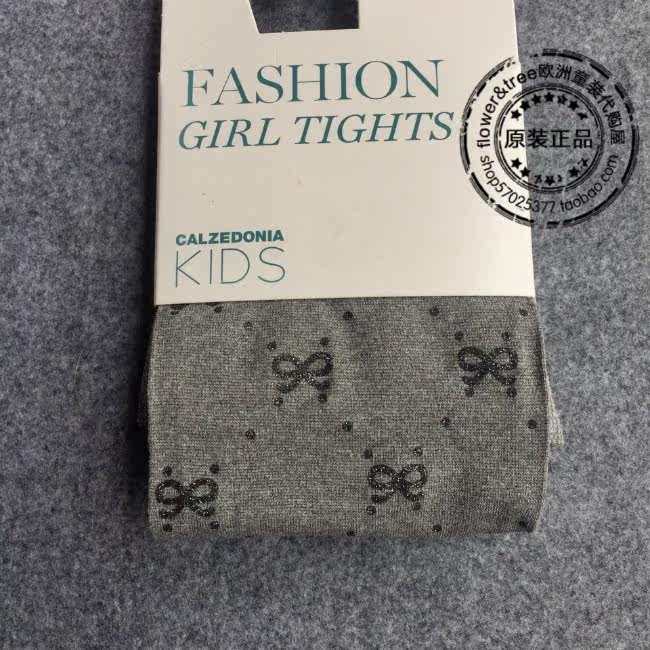 FASHION
GIRL TIGHTS
CALZEDONIA
KIDS
flower&tree欧洲童装代购屋
原装正品
shop57025377.taobao.com